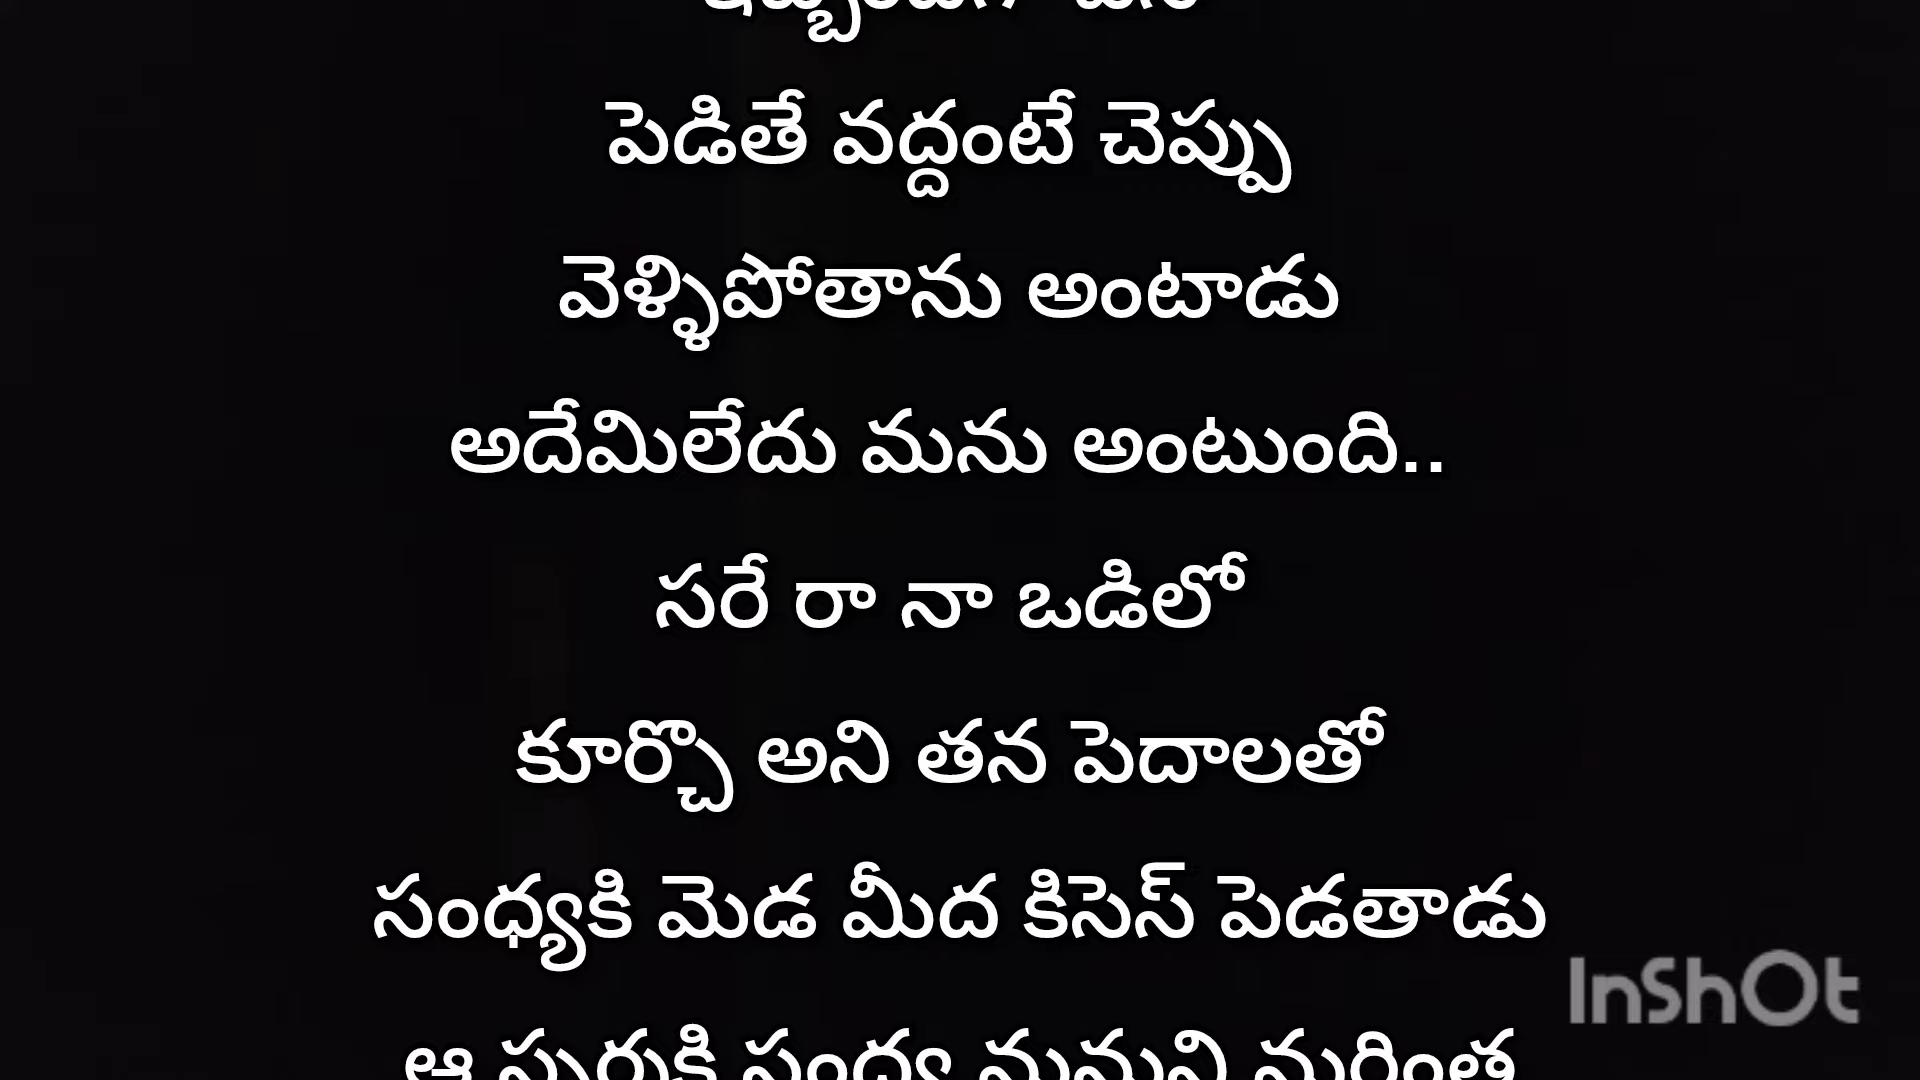 పెడితే వద్దంటే చెప్పు
వెళ్ళిపోతాను అంటాడు
అదేమిలేదు మను అంటుంది..
సరే రా నా ఒడిలో
కూర్చొ అని తన పెదాలతో
సంధ్యకి మెడ మీద కిసెస్ పెడతాడు
InShOt